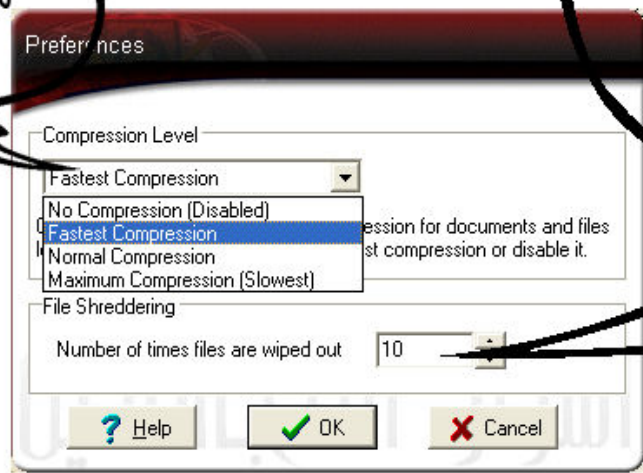 Preferences
Compression Level
Fastest Compression
No Compression (Disabled)
Fastest Compression
Normal Compression
Maximum Compression (Slowest)
ession for documents and files
st compression or disable it.
File Shreddering
Number of times files are wiped out 10
Help OK Cancel